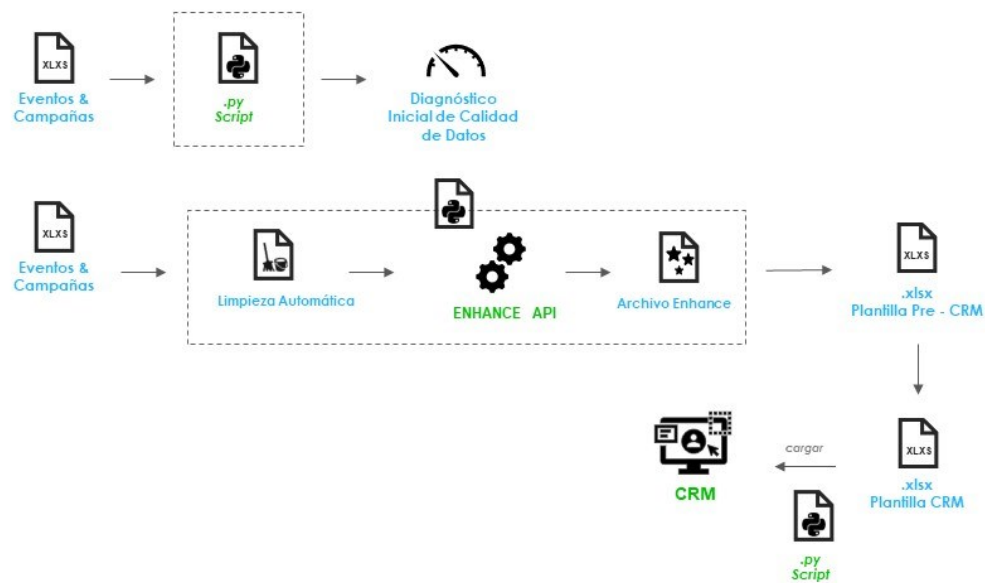 XLXS
Eventos &
Campañas
.py
Script
Diagnóstico
Inicial de Calidad
de Datos
XLXS
Eventos &
Campañas
Limpieza Automática
ENHANCE API
Archivo Enhance
XLXS
.xlsx
Plantilla Pre - CRM
XLXS
.xlsx
Plantilla CRM
cargar
.py
Script
CRM